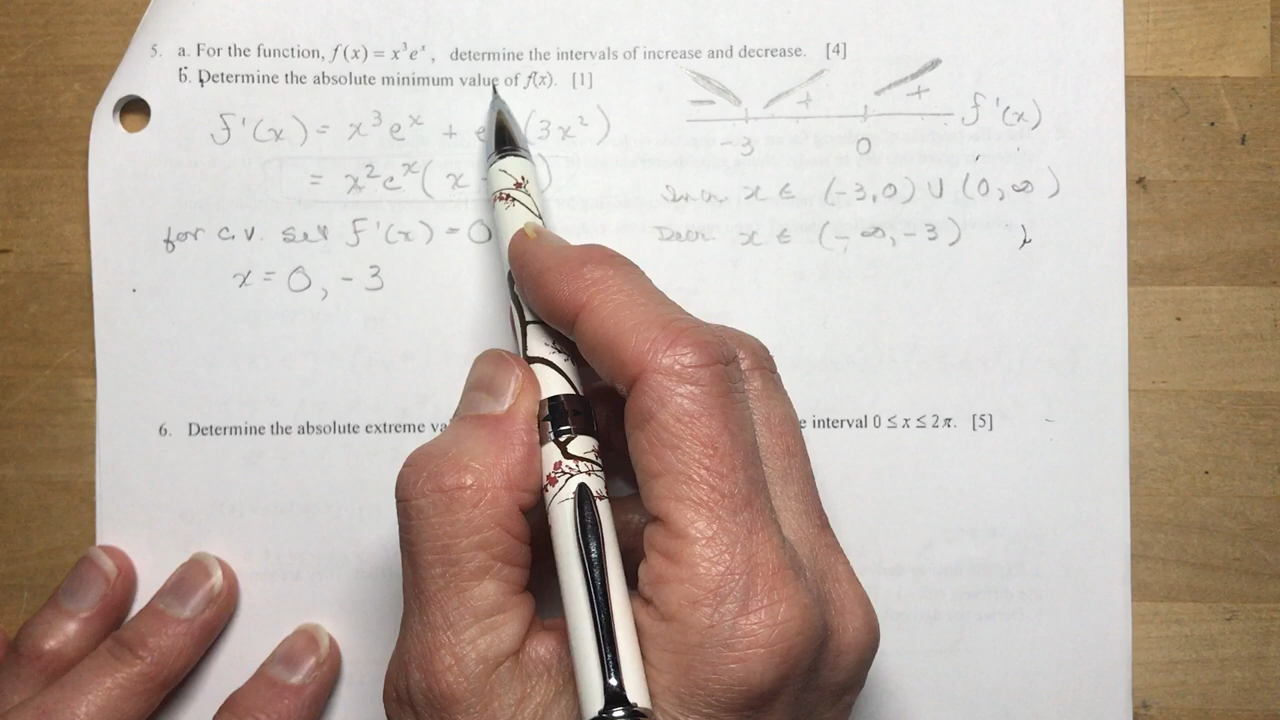 5. a. For the function, f(x) = x³eˣ, determine the intervals of increase and decrease. [4]
b. Determine the absolute minimum value of f(x). [1]
f'(x) = x³eˣ + e (3x²)
= x²eˣ( x )
for c.v. set f'(x) = 0
x = 0, -3
- + + f'(x)
-3 0
Incr. x ∈ (-3,0) ∪ (0,∞)
Decr. x ∈ (-∞,-3)
6. Determine the absolute extreme interval 0 ≤ x ≤ 2π. [5]